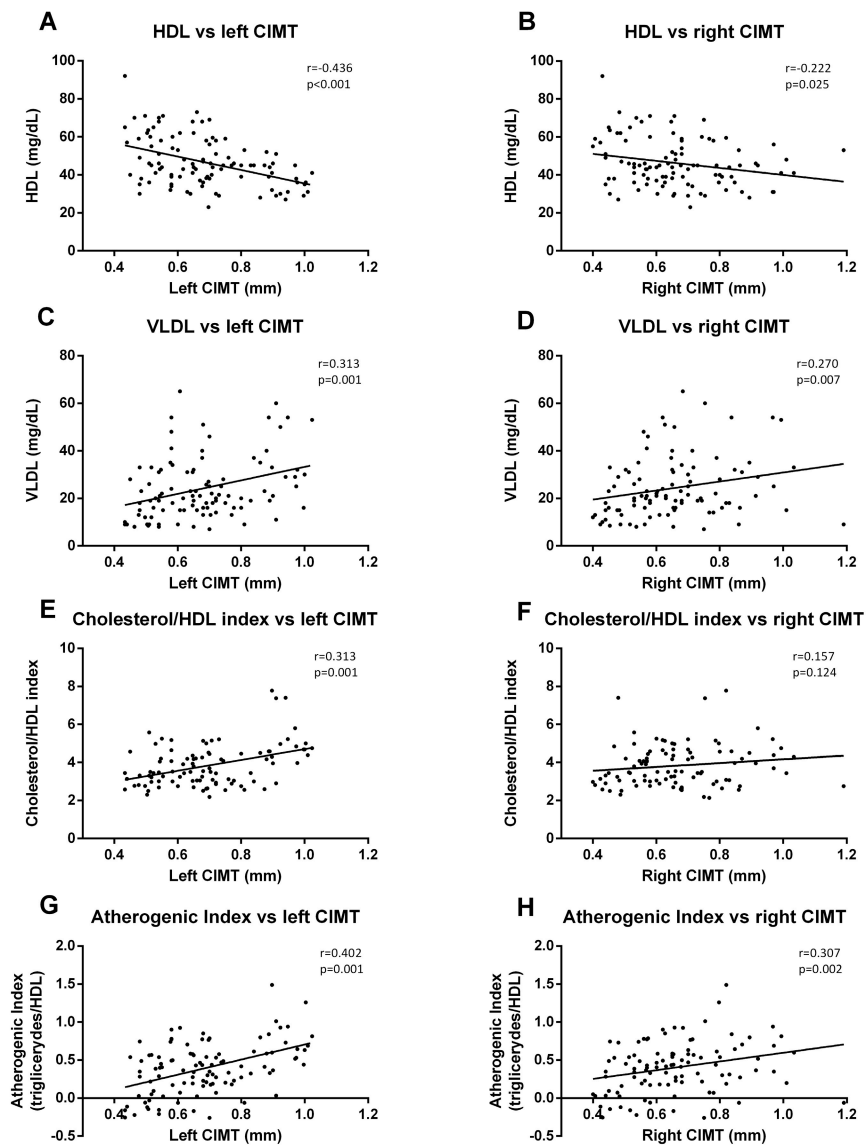 A
HDL vs left CIMT
r=-0.436
p<0.001
HDL (mg/dL)
100
80
60
40
20
0
0.4 0.6 0.8 1.0 1.2
Left CIMT (mm)
B
HDL vs right CIMT
r=-0.222
p=0.025
HDL (mg/dL)
100
80
60
40
20
0
0.4 0.6 0.8 1.0 1.2
Right CIMT (mm)
C
VLDL vs left CIMT
r=0.313
p=0.001
VLDL (mg/dL)
80
60
40
20
0
0.4 0.6 0.8 1.0 1.2
Left CIMT (mm)
D
VLDL vs right CIMT
r=0.270
p=0.007
VLDL (mg/dL)
80
60
40
20
0
0.4 0.6 0.8 1.0 1.2
Right CIMT (mm)
E
Cholesterol/HDL index vs left CIMT
r=0.313
p=0.001
Cholesterol/HDL index
10
8
6
4
2
0
0.4 0.6 0.8 1.0 1.2
Left CIMT (mm)
F
Cholesterol/HDL index vs right CIMT
r=0.157
p=0.124
Cholesterol/HDL index
10
8
6
4
2
0
0.4 0.6 0.8 1.0 1.2
Right CIMT (mm)
G
Atherogenic Index vs left CIMT
r=0.402
p=0.001
Atherogenic Index
(triglicerydes/HDL)
2.0
1.5
1.0
0.5
0.0
-0.5
0.4 0.6 0.8 1.0 1.2
Left CIMT (mm)
H
Atherogenic Index vs right CIMT
r=0.307
p=0.002
Atherogenic Index
(triglicerydes/HDL)
2.0
1.5
1.0
0.5
0.0
-0.5
0.4 0.6 0.8 1.0 1.2
Right CIMT (mm)